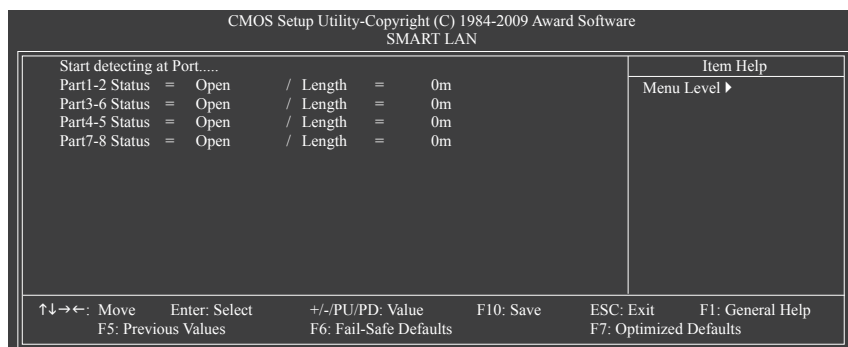 CMOS Setup Utility-Copyright (C) 1984-2009 Award Software
SMART LAN
Start detecting at Port.....
Part1-2 Status = Open / Length = 0m
Part3-6 Status = Open / Length = 0m
Part4-5 Status = Open / Length = 0m
Part7-8 Status = Open / Length = 0m
Item Help
Menu Level
↑↓→←: Move Enter: Select +/-/PU/PD: Value F10: Save ESC: Exit F1: General Help
F5: Previous Values F6: Fail-Safe Defaults F7: Optimized Defaults